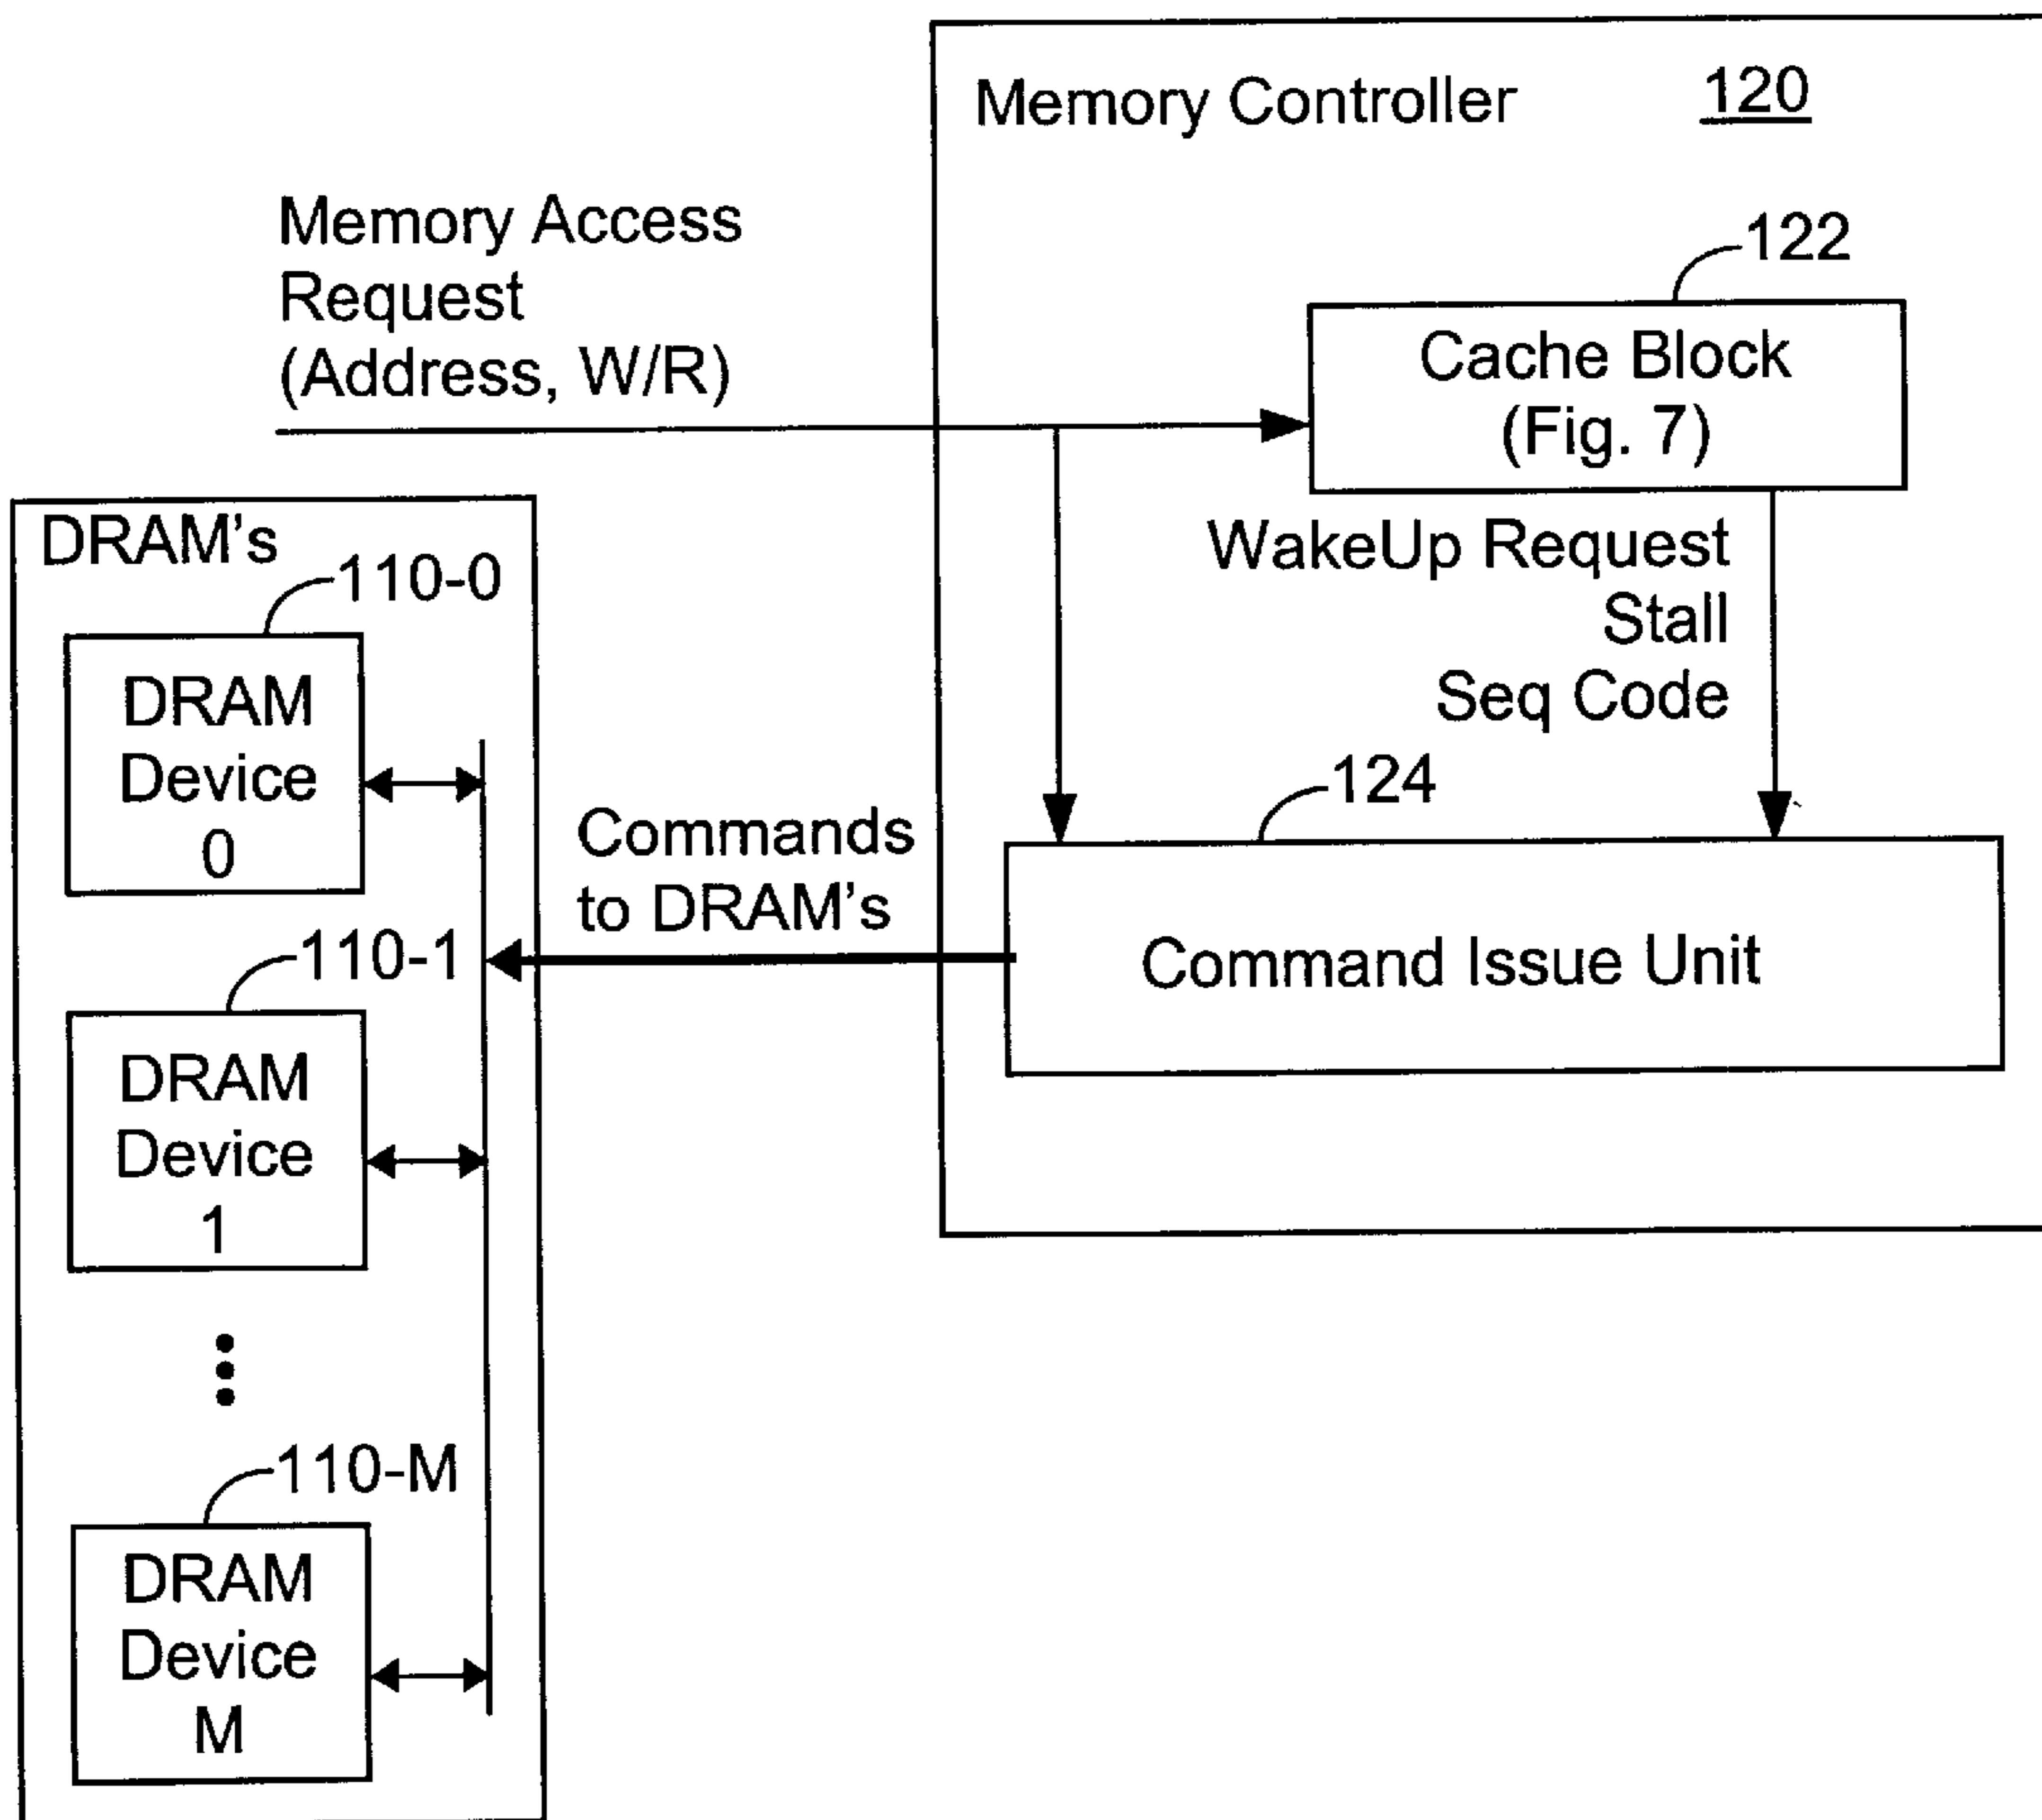 Memory Controller 120
Memory Access
Request
(Address, W/R)
122
Cache Block
(Fig. 7)
WakeUp Request
Stall
Seq Code
124
Command Issue Unit
Commands
to DRAM's
DRAM's
110-0
DRAM
Device
0
110-1
DRAM
Device
1
110-M
DRAM
Device
M